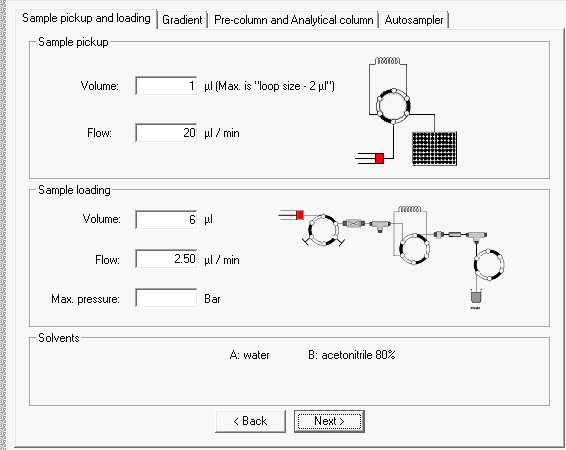 Sample pickup and loading Gradient Pre-column and Analytical column Autosampler
Sample pickup
Volume: 1 µl (Max. is "loop size - 2 µl")
Flow: 20 µl / min
Sample loading
Volume: 6 µl
Flow: 2.50 µl / min
Max. pressure: Bar
Solvents
A: water B: acetonitrile 80%
< Back Next >